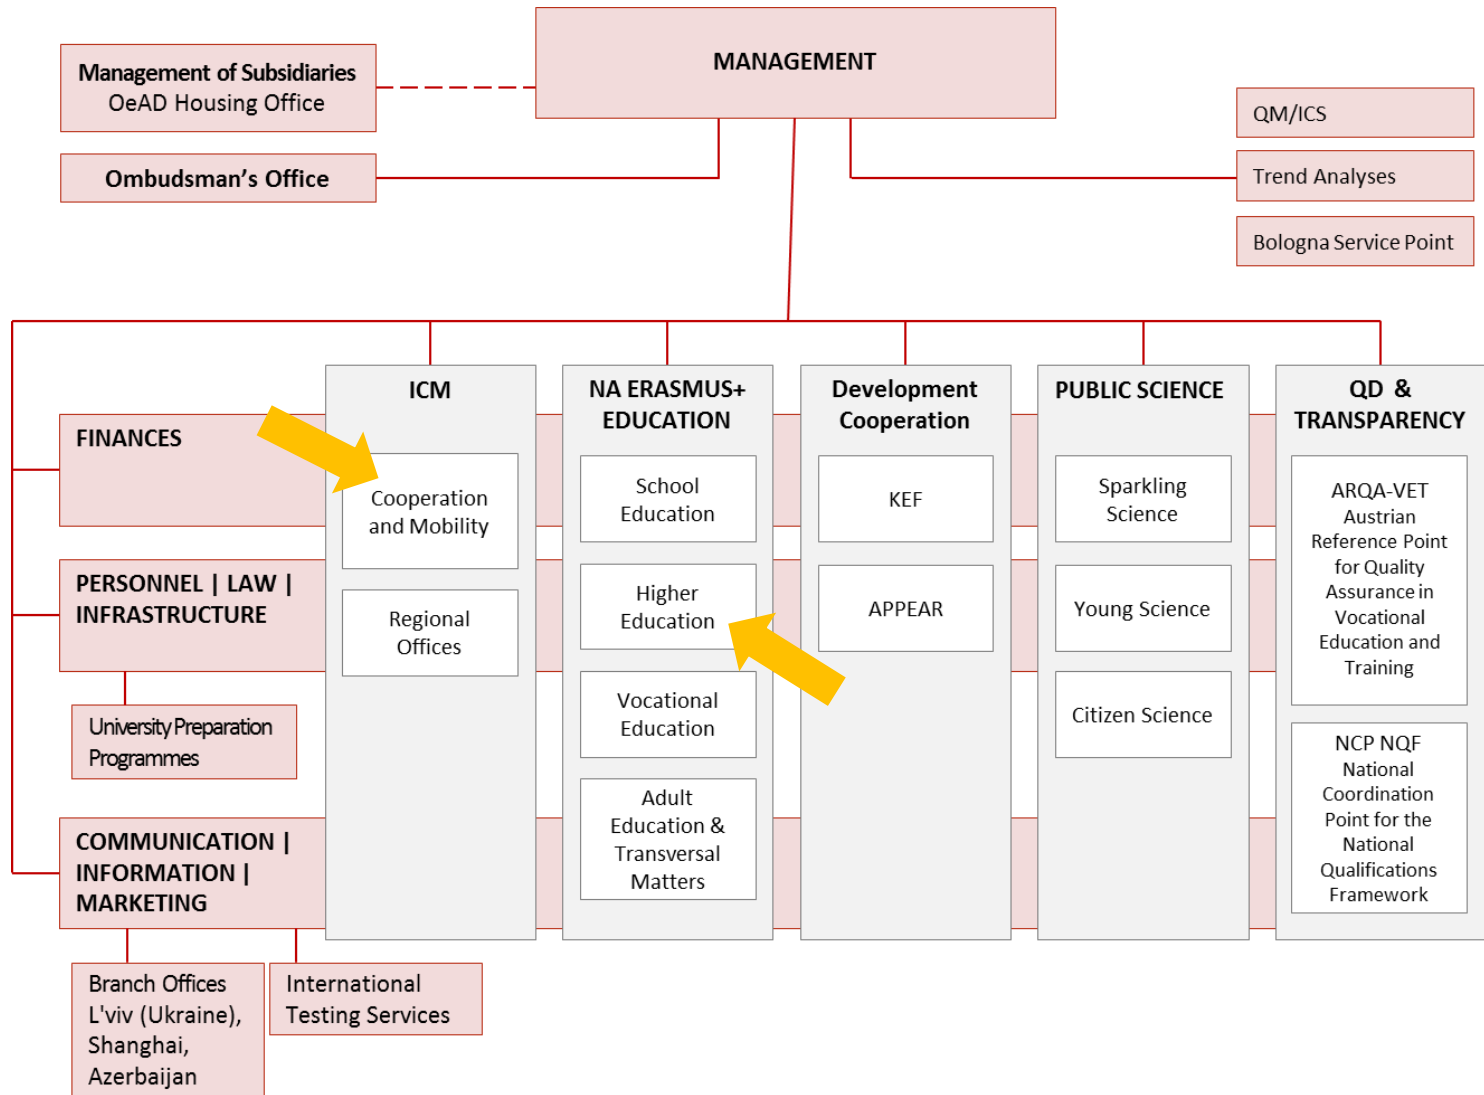 MANAGEMENT
Management of Subsidiaries
OeAD Housing Office
Ombudsman's Office
QM/ICS
Trend Analyses
Bologna Service Point
FINANCES
PERSONNEL | LAW |
INFRASTRUCTURE
University Preparation
Programmes
COMMUNICATION |
INFORMATION |
MARKETING
Branch Offices
L'viv (Ukraine),
Shanghai,
Azerbaijan
International
Testing Services
ICM
Cooperation
and Mobility
Regional
Offices
NA ERASMUS+
EDUCATION
School
Education
Higher
Education
Vocational
Education
Adult
Education &
Transversal
Matters
Development
Cooperation
KEF
APPEAR
PUBLIC SCIENCE
Sparkling
Science
Young Science
Citizen Science
QD &
TRANSPARENCY
ARQA-VET
Austrian
Reference Point
for Quality
Assurance in
Vocational
Education and
Training
NCP NQF
National
Coordination
Point for the
National
Qualifications
Framework